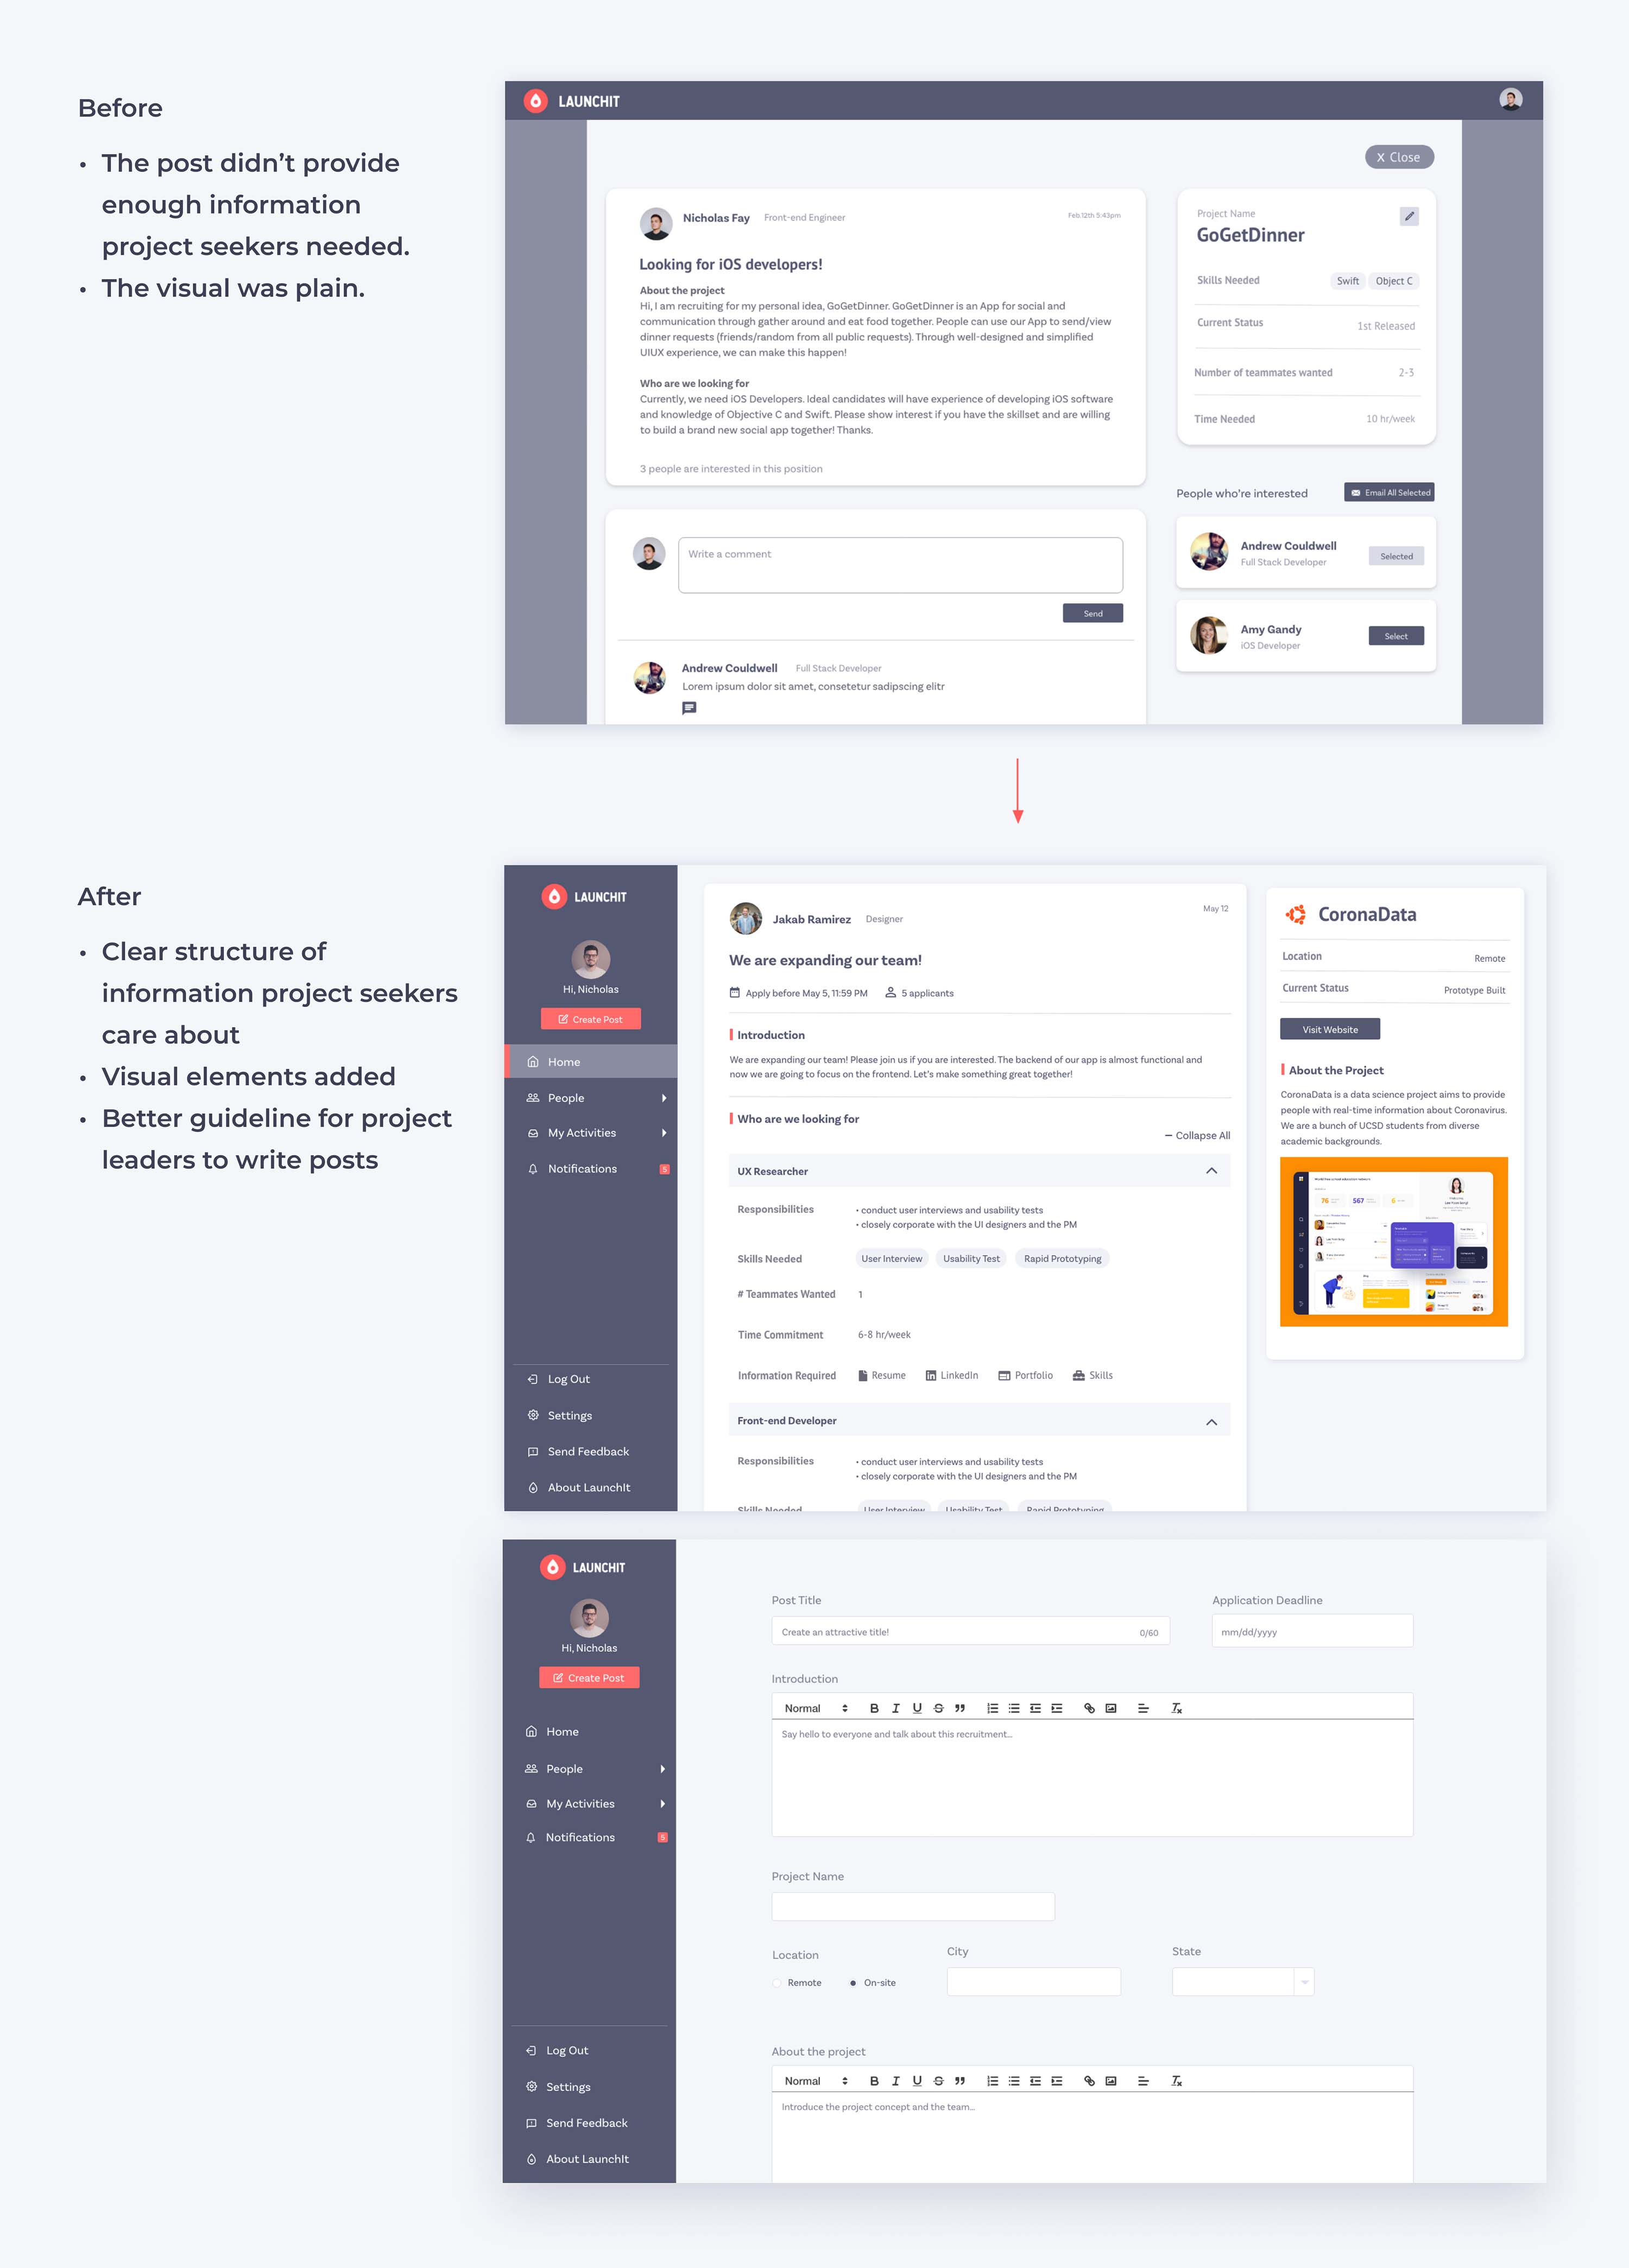 Before
• The post didn’t provide
enough information
project seekers needed.
• The visual was plain.
LAUNCHIT
X Close
Nicholas Fay Front-end Engineer Feb 12th 5:43pm
Looking for iOS developers!
About the project
Hi, I am recruiting for my personal idea, GoGetDinner. GoGetDinner is an App for social and
communication through gather around and eat food together. People can use our App to send/view
dinner requests (friends/random from all public requests). Through well-designed and simplified
UIUX experience, we can make this happen!
Who are we looking for
Currently, we need iOS Developers. Ideal candidates will have experience of developing iOS software
and knowledge of Objective C and Swift. Please show interest if you have the skillset and are willing
to build a brand new social app together! Thanks.
3 people are interested in this position
Write a comment
Send
Andrew Couldwell Full Stack Developer
Lorem ipsum dolor sit amet, consetetur sadipscing elitr
Project Name
GoGetDinner
Skills Needed Swift Object C
Current Status 1st Released
Number of teammates wanted 2-3
Time Needed 10 hr/week
People who’re interested Email All Selected
Andrew Couldwell
Full Stack Developer
Selected
Amy Gandy
iOS Developer
Select
After
• Clear structure of
information project seekers
care about
• Visual elements added
• Better guideline for project
leaders to write posts
LAUNCHIT
Hi, Nicholas
Create Post
Home
People
My Activities
Notifications 5
Log Out
Settings
Send Feedback
About LaunchIt
Jakab Ramirez Designer May 12
We are expanding our team!
Apply before May 5, 11:59 PM 5 applicants
Introduction
We are expanding our team! Please join us if you are interested. The backend of our app is almost functional and
now we are going to focus on the frontend. Let’s make something great together!
Who are we looking for
— Collapse All
UX Researcher
Responsibilities • conduct user interviews and usability tests
• closely corporate with the UI designers and the PM
Skills Needed User Interview Usability Test Rapid Prototyping
# Teammates Wanted 1
Time Commitment 6-8 hr/week
Information Required Resume LinkedIn Portfolio Skills
Front-end Developer
Responsibilities • conduct user interviews and usability tests
• closely corporate with the UI designers and the PM
Skills Needed User Interview Usability Test Rapid Prototyping
CoronaData
Location Remote
Current Status Prototype Built
Visit Website
About the Project
CoronaData is a data science project aims to provide
people with real-time information about Coronavirus.
We are a bunch of UCSD students from diverse
academic backgrounds.
76 567 6
LAUNCHIT
Hi, Nicholas
Create Post
Home
People
My Activities
Notifications 5
Log Out
Settings
Send Feedback
About LaunchIt
Post Title Application Deadline
Create an attractive title! 0/60 mm/dd/yyyy
Introduction
Normal B I U S ” Tx
Say hello to everyone and talk about this recruitment...
Project Name
Location City State
Remote On-site
About the project
Normal B I U S ” Tx
Introduce the project concept and the team...